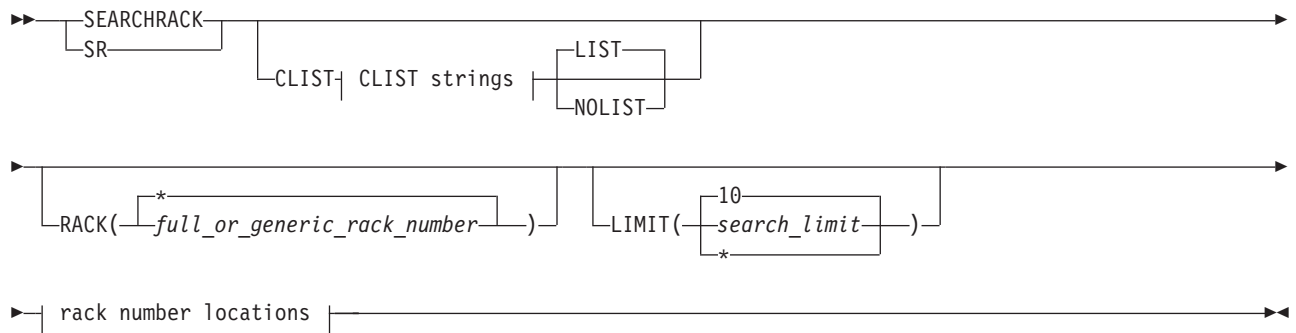 SEARCHRACK
SR
LIST
CLIST CLIST strings
NOLIST
* 10
RACK( full_or_generic_rack_number ) LIMIT( search_limit )
*
rack number locations